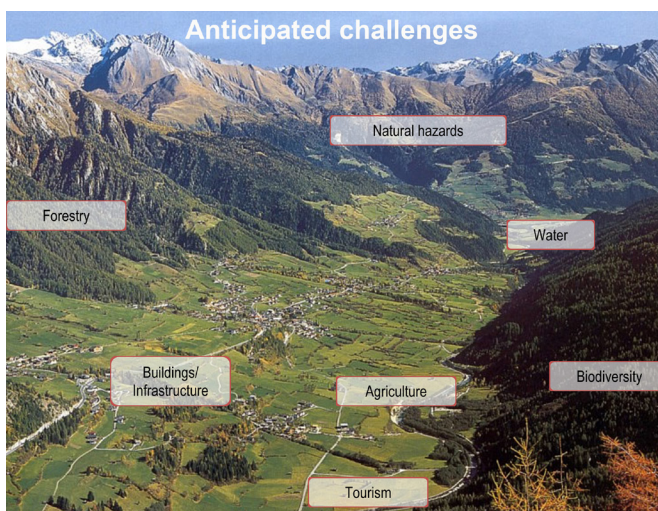 Anticipated challenges
Natural hazards
Forestry
Water
Buildings/
Infrastructure
Agriculture
Biodiversity
Tourism